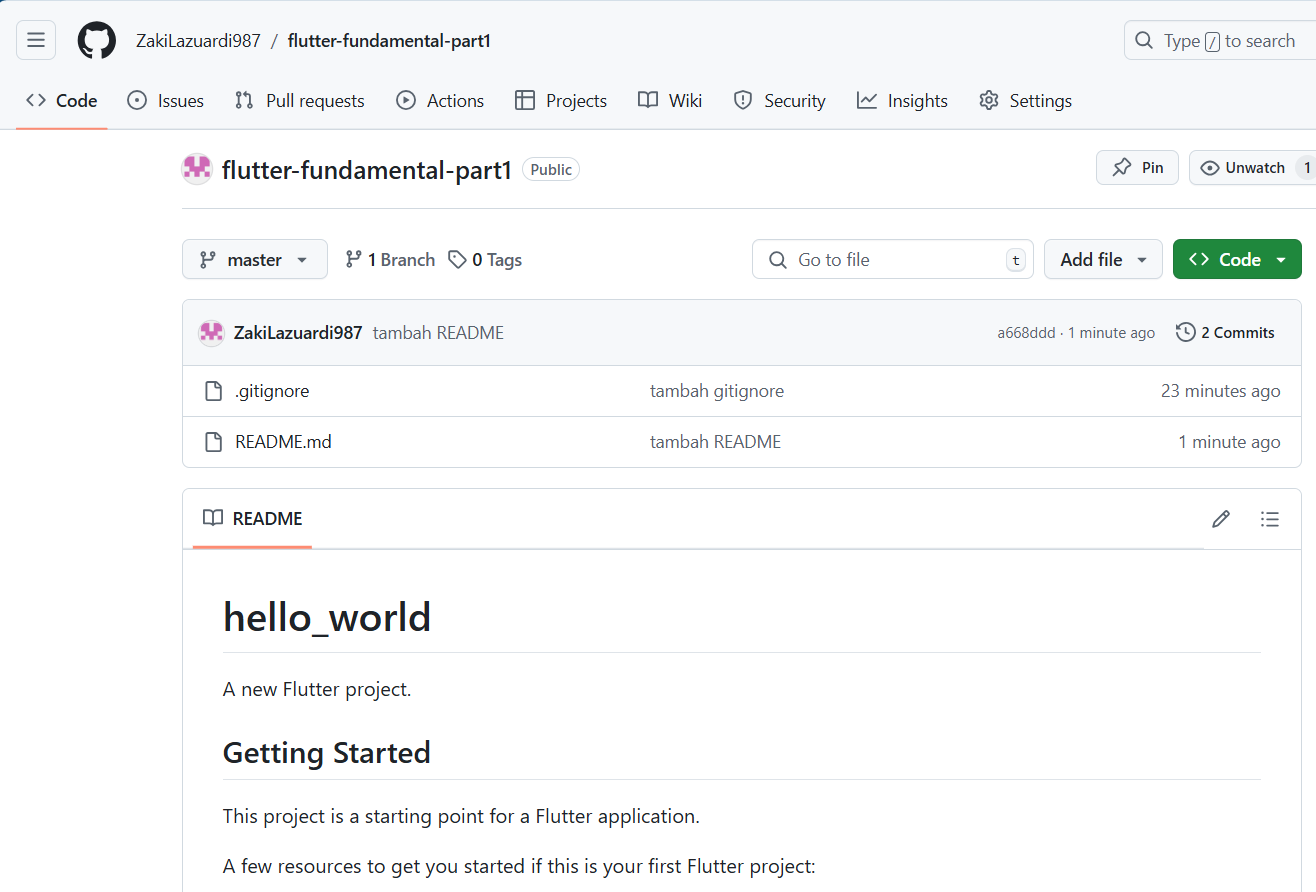 ZakiLazuardi987 / flutter-fundamental-part1
Type / to search
Code Issues Pull requests Actions Projects Wiki Security Insights Settings
flutter-fundamental-part1 Public
Pin Unwatch 1
master 1 Branch 0 Tags
Go to file t Add file Code
ZakiLazuardi987 tambah README a668ddd · 1 minute ago 2 Commits
.gitignore tambah gitignore 23 minutes ago
README.md tambah README 1 minute ago
README
hello_world
A new Flutter project.
Getting Started
This project is a starting point for a Flutter application.
A few resources to get you started if this is your first Flutter project: